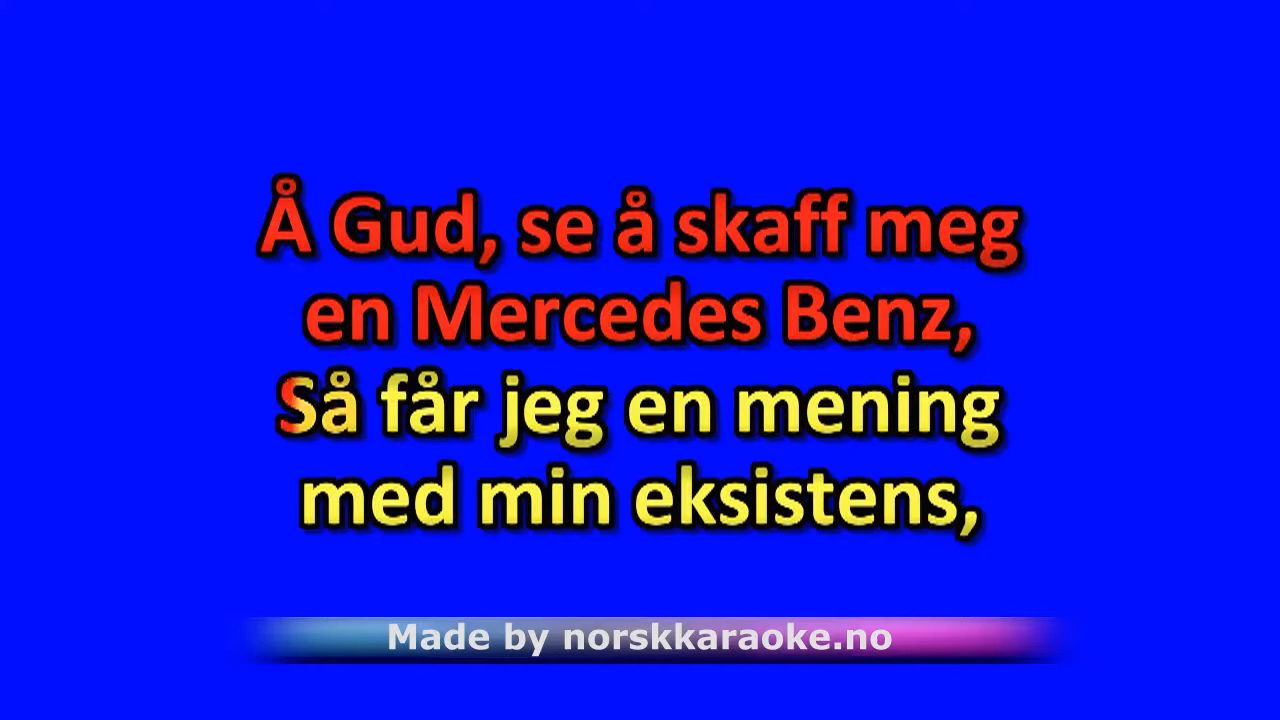 Å Gud, se å skaff meg
en Mercedes Benz,
Så får jeg en mening
med min eksistens,
Made by norskkaraoke.no